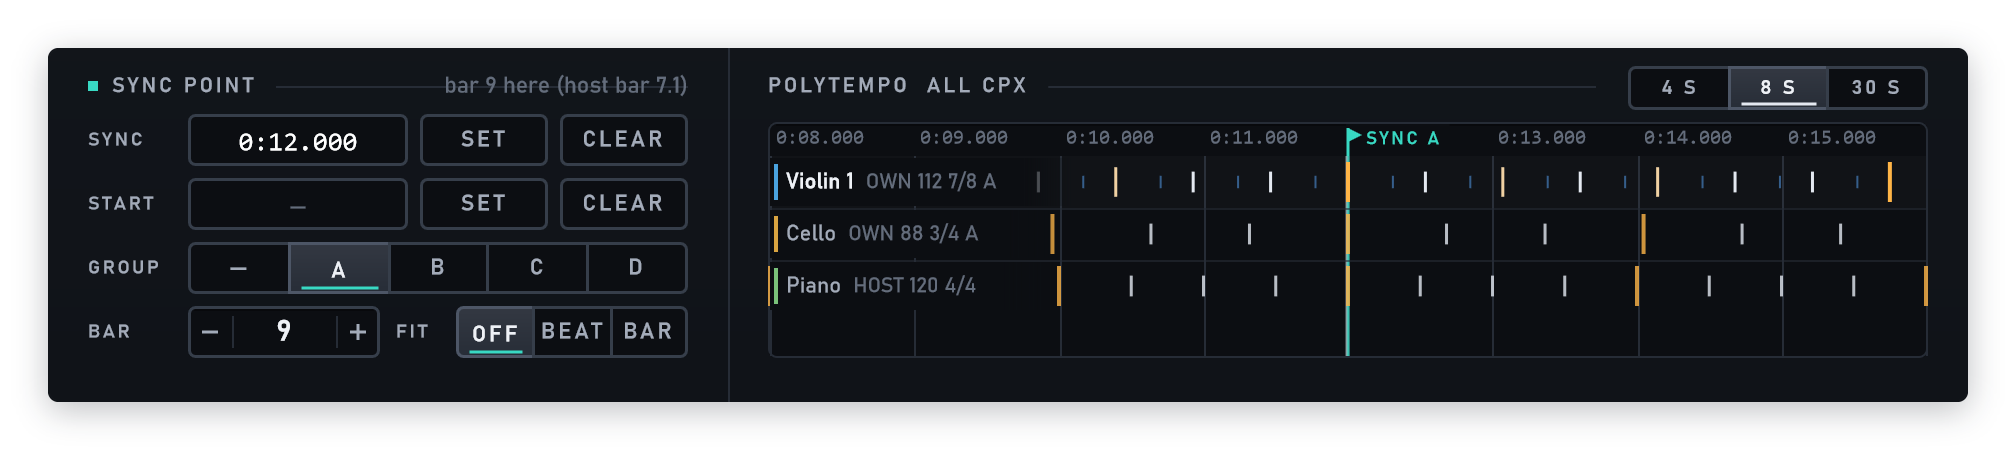 SYNC POINT bar 9 here (host bar 7.1)
SYNC 0:12.000 SET CLEAR
START – SET CLEAR
GROUP – A B C D
BAR − 9 + FIT OFF BEAT BAR
POLYTEMPO ALL CPX 4 S 8 S 30 S
0:08.000 0:09.000 0:10.000 0:11.000 SYNC A 0:13.000 0:14.000 0:15.000
Violin 1 OWN 112 7/8 A
Cello OWN 88 3/4 A
Piano HOST 120 4/4